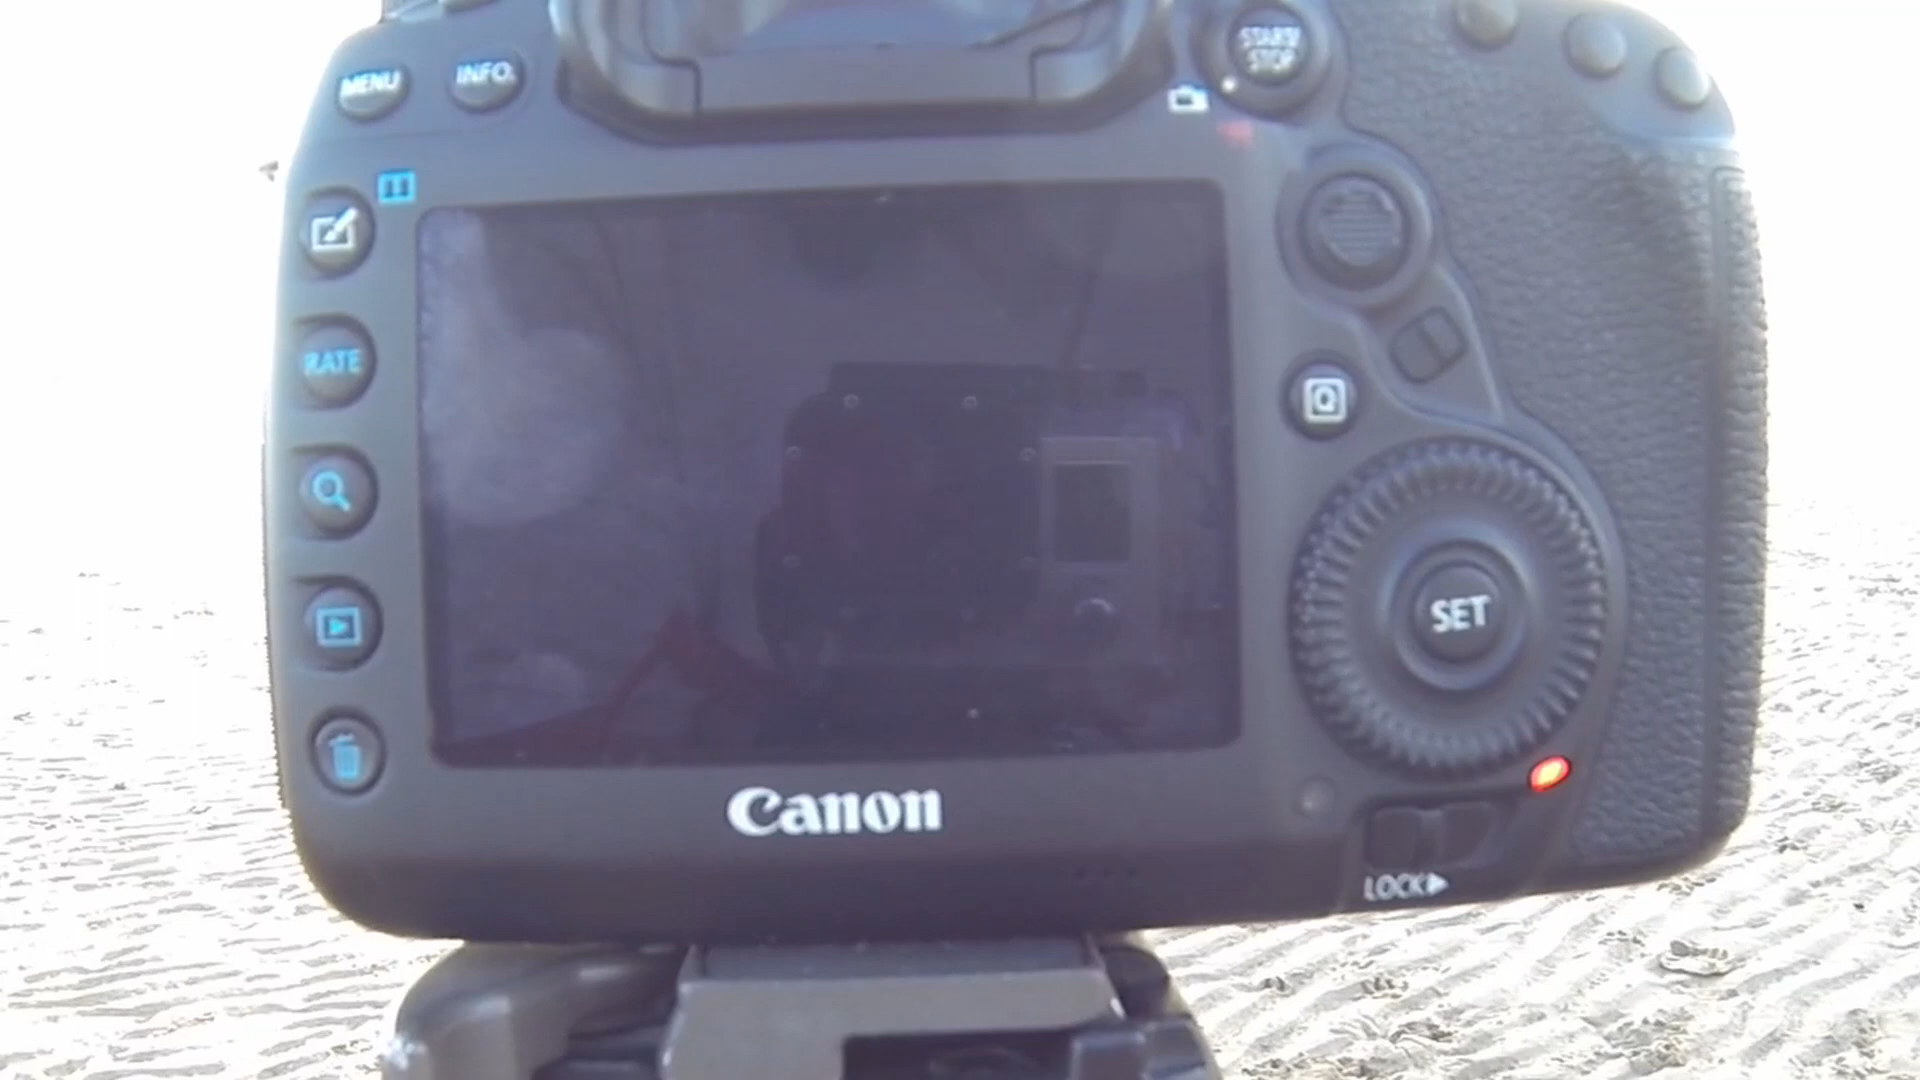 MENU
INFO.
START/
STOP
RATE
Q
SET
Canon
LOCK▶